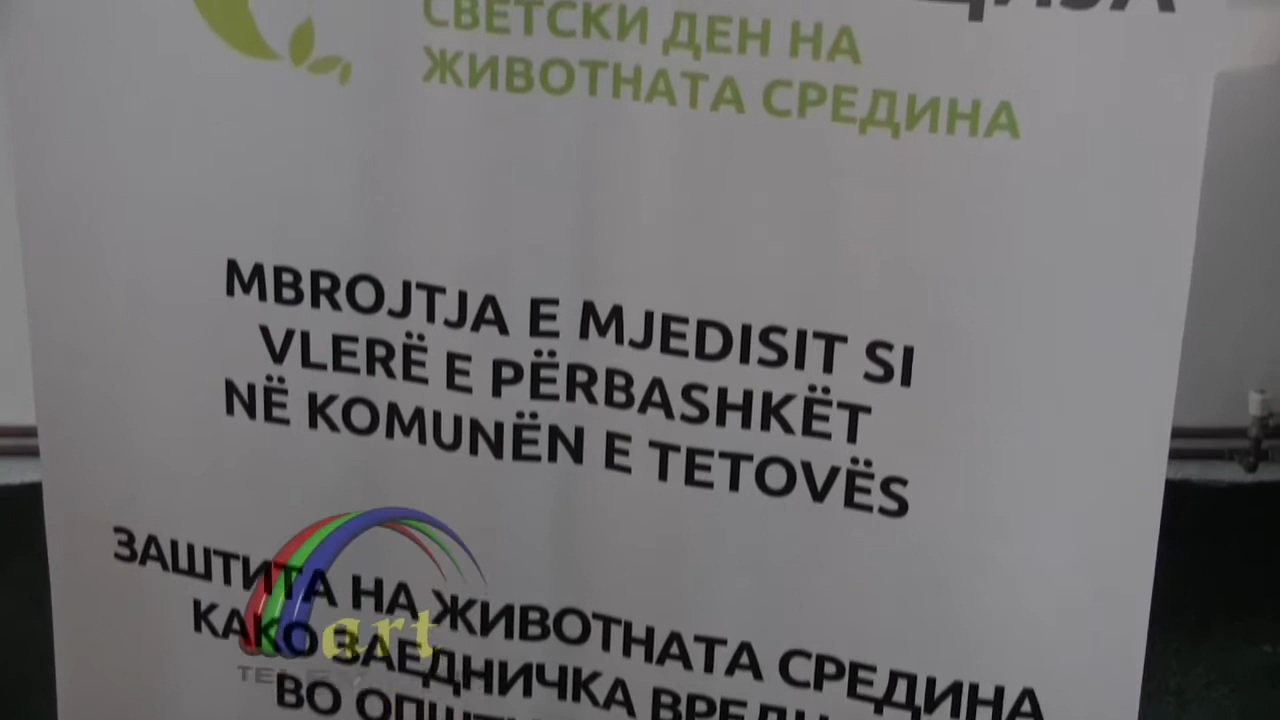 СВЕТСКИ ДЕН НА
ЖИВОТНАТА СРЕДИНА
MBROJTJA E MJEDISIT SI
VLERË E PËRBASHKËT
NË KOMUNËN E TETOVËS
ЗАШТИТА НА ЖИВОТНАТА СРЕДИНА
КАКО ЗАЕДНИЧКА
ВО
art